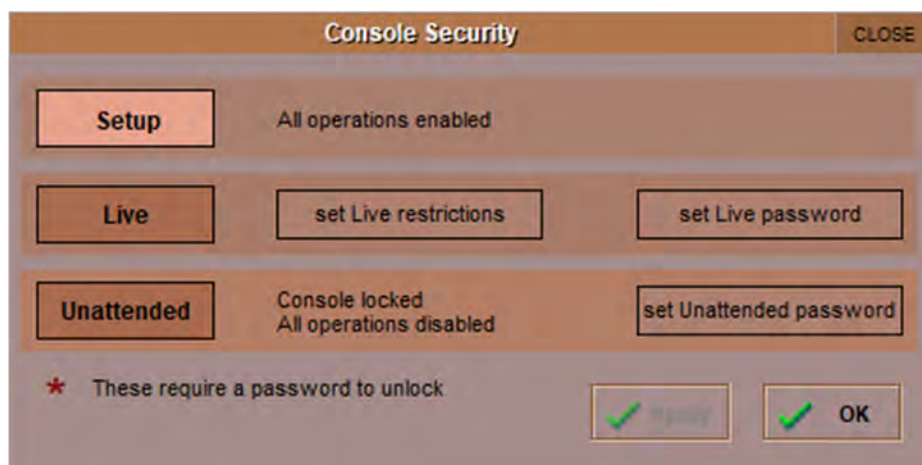 Console Security
CLOSE
Setup
All operations enabled
Live
set Live restrictions
set Live password
Unattended
Console locked
All operations disabled
set Unattended password
* These require a password to unlock
OK